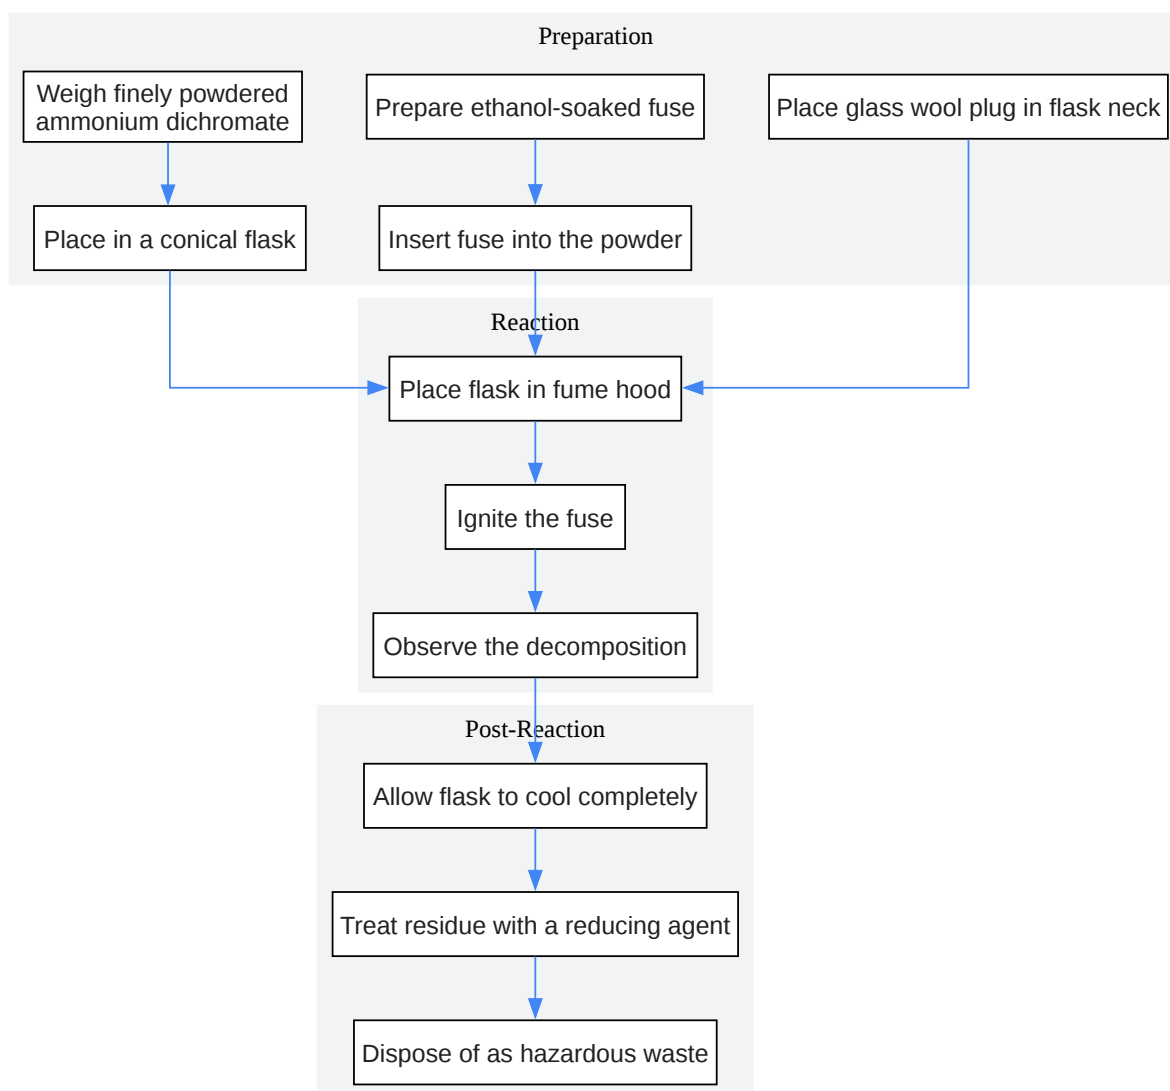 Preparation
Weigh finely powdered
ammonium dichromate
Prepare ethanol-soaked fuse
Place glass wool plug in flask neck
Place in a conical flask
Insert fuse into the powder
Reaction
Place flask in fume hood
Ignite the fuse
Observe the decomposition
Post-Reaction
Allow flask to cool completely
Treat residue with a reducing agent
Dispose of as hazardous waste